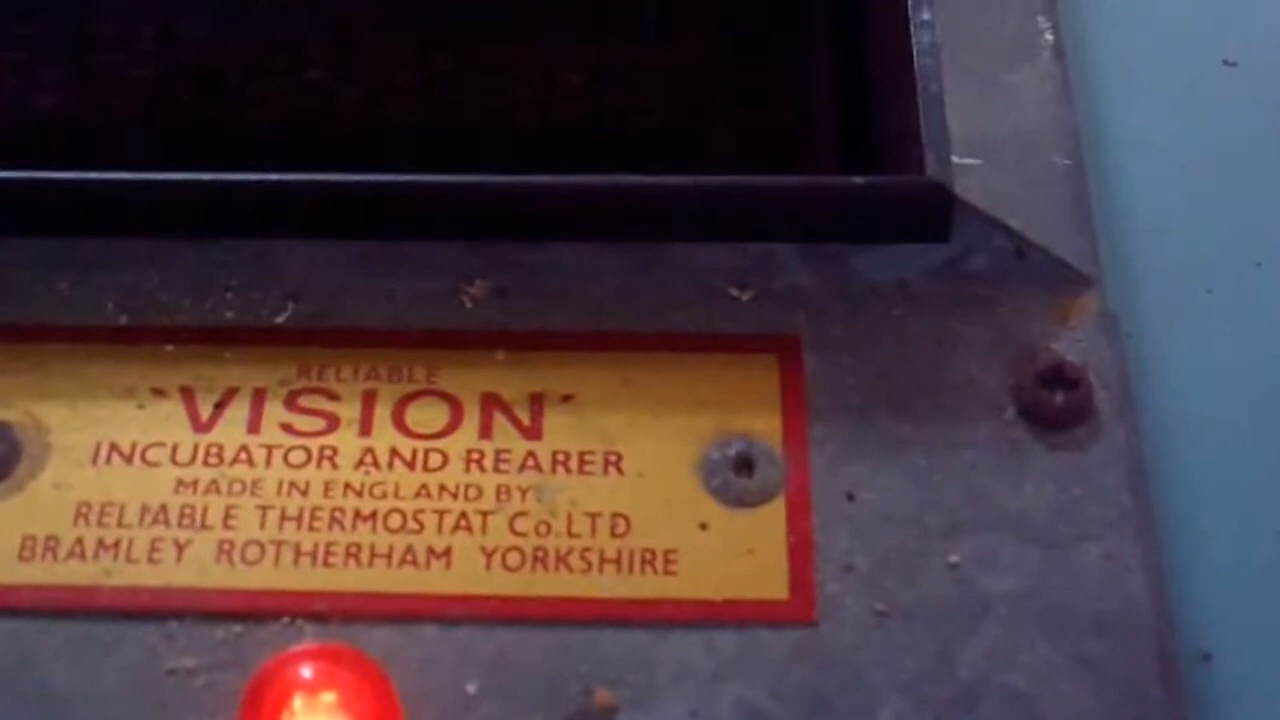 RELIABLE
'VISION'
INCUBATOR AND REARER
MADE IN ENGLAND BY
RELIABLE THERMOSTAT Co. LTD
BRAMLEY ROTHERHAM YORKSHIRE